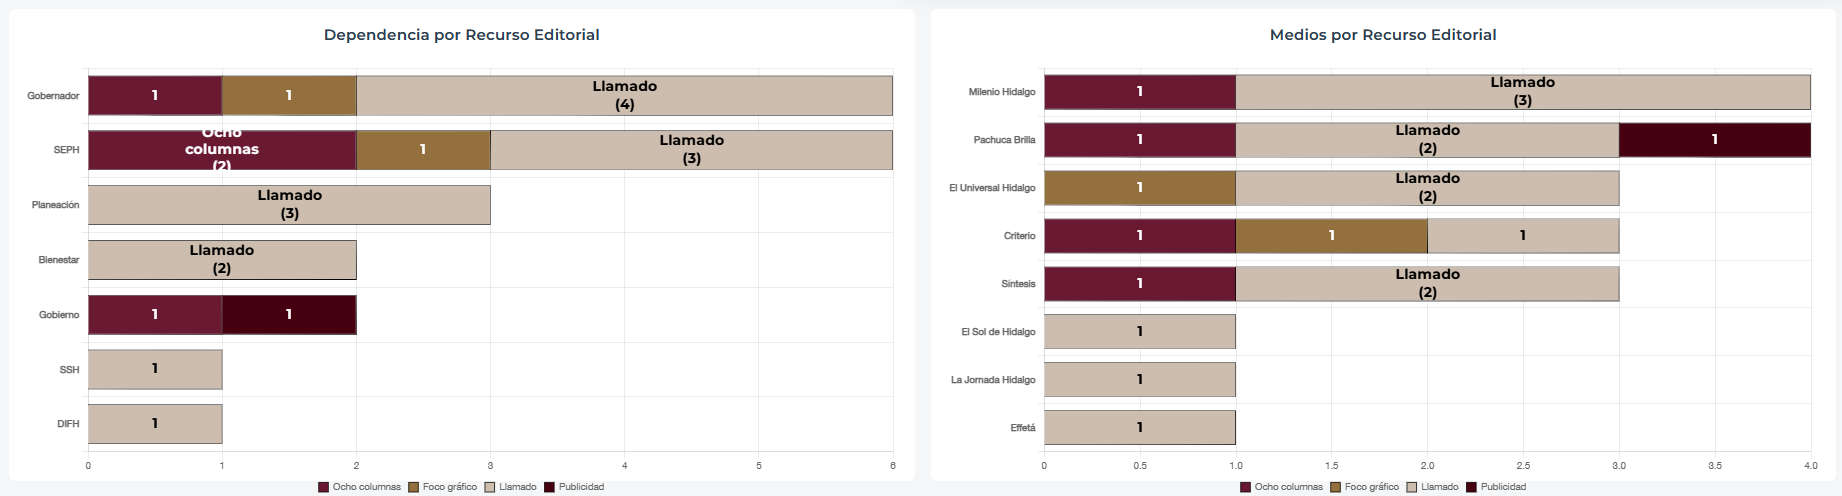 Dependencia por Recurso Editorial
Gobernador
1
1
Llamado
(4)
SEPH
Ocho
columnas
(2)
1
Llamado
(3)
Planeación
Llamado
(3)
Bienestar
Llamado
(2)
Gobierno
1
1
SSH
1
DIFH
1
0 1 2 3 4 5 6
Ocho columnas Foco gráfico Llamado Publicidad
Medios por Recurso Editorial
Milenio Hidalgo
1
Llamado
(3)
Pachuca Brilla
1
Llamado
(2)
1
El Universal Hidalgo
1
Llamado
(2)
Criterio
1
1
1
Síntesis
1
Llamado
(2)
El Sol de Hidalgo
1
La Jornada Hidalgo
1
Effetá
1
0 0.5 1.0 1.5 2.0 2.5 3.0 3.5 4.0
Ocho columnas Foco gráfico Llamado Publicidad